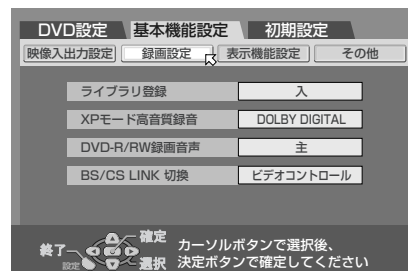 DVD設定 基本機能設定 初期設定
映像入出力設定 録画設定 表示機能設定 その他
ライブラリ登録 入
XPモード高音質録音 DOLBY DIGITAL
DVD-R/RW録画音声 主
BS/CS LINK 切換 ビデオコントロール
終了 設定 確定 選択
カーソルボタンで選択後、
決定ボタンで確定してください